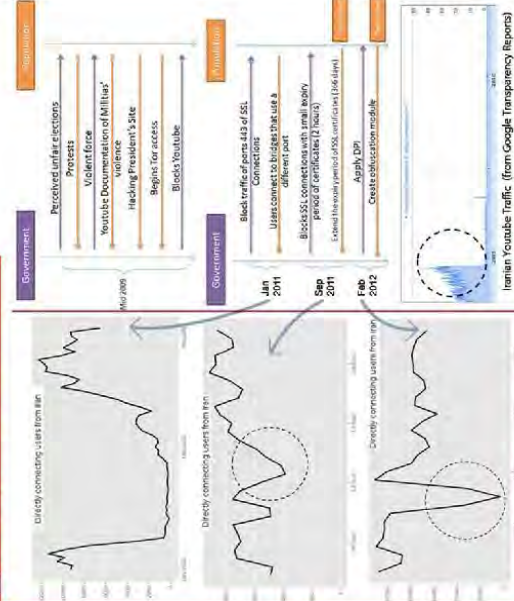 Directly connecting users from Iran
Directly connecting users from Iran
Directly connecting users from Iran
Government
Population
Mid 2009
Perceived unfair elections
Protests
Violent force
Youtube Documentation of Militias'
violence
Hacking President's Site
Begins Tor access
Blocks Youtube
Government
Population
Jan
2011
Block traffic of ports 443 of SSL
Connections
Users connect to bridges that use a
different port
Sep
2011
Blocks SSL connections with small expiry
period of certificates (2 hours)
Extend the expiry period of SSL certificates (366 days)
Feb
2012
Apply DPI
Create obfuscation module
Iranian Youtube Traffic (from Google Transparency Reports)